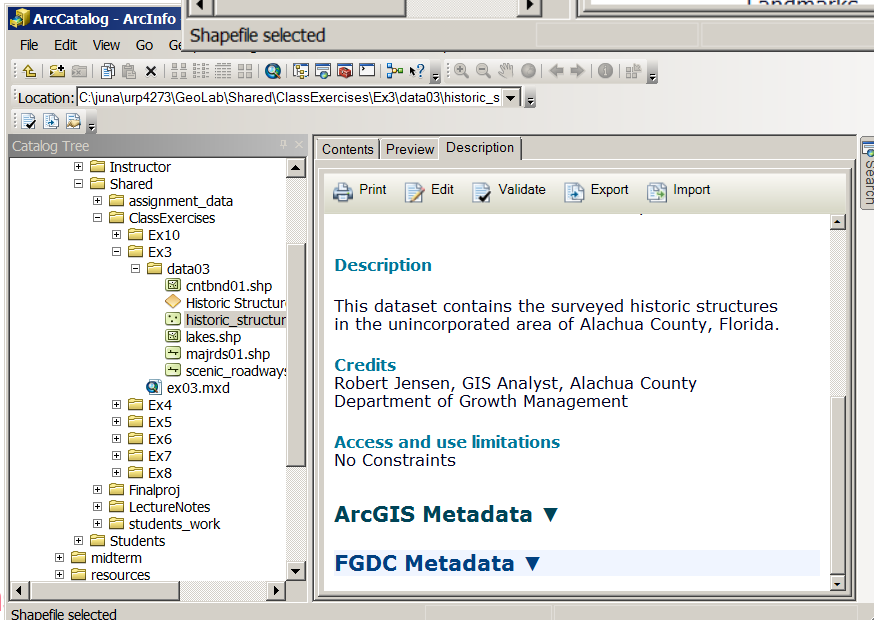 Landmarks
ArcCatalog - ArcInfo
Shapefile selected
File Edit View Go
Location: C:\juna\urp4273\GeoLab\Shared\ClassExercises\Ex3\data03\historic_s
Catalog Tree
Instructor
Shared
assignment_data
ClassExercises
Ex10
Ex3
data03
cntbnd01.shp
Historic Structur
historic_structur
lakes.shp
majrds01.shp
scenic_roadways
ex03.mxd
Ex4
Ex5
Ex6
Ex7
Ex8
Finalproj
LectureNotes
students_work
Students
midterm
resources
Contents Preview Description
Print Edit Validate Export Import
Description
This dataset contains the surveyed historic structures
in the unincorporated area of Alachua County, Florida.
Credits
Robert Jensen, GIS Analyst, Alachua County
Department of Growth Management
Access and use limitations
No Constraints
ArcGIS Metadata ▼
FGDC Metadata ▼
Search
Shapefile selected